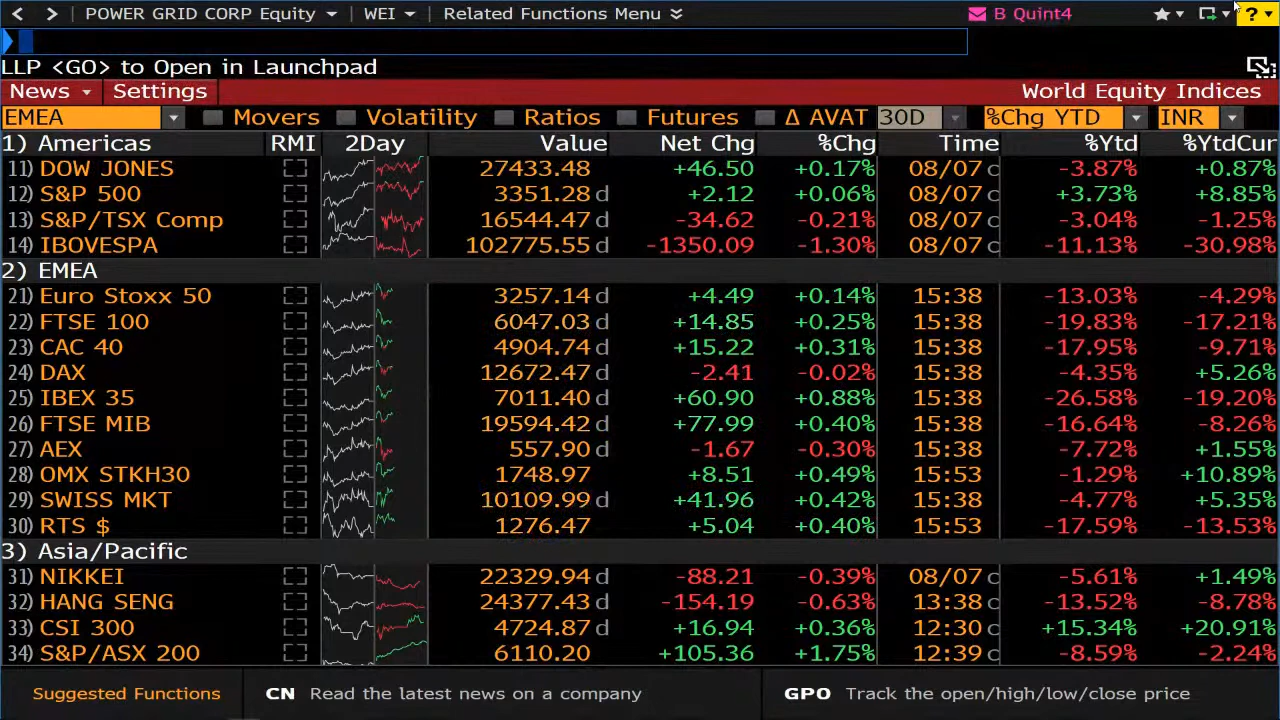 < > POWER GRID CORP Equity WEI Related Functions Menu B Quint4 ?
LLP <GO> to Open in Launchpad
News Settings World Equity Indices
EMEA Movers Volatility Ratios Futures Δ AVAT 30D %Chg YTD INR
1) Americas RMI 2Day Value Net Chg %Chg Time %Ytd %YtdCur
11) DOW JONES 27433.48 +46.50 +0.17% 08/07 c -3.87% +0.87%
12) S&P 500 3351.28 d +2.12 +0.06% 08/07 c +3.73% +8.85%
13) S&P/TSX Comp 16544.47 d -34.62 -0.21% 08/07 c -3.04% -1.25%
14) IBOVESPA 102775.55 d -1350.09 -1.30% 08/07 c -11.13% -30.98%
2) EMEA
21) Euro Stoxx 50 3257.14 d +4.49 +0.14% 15:38 -13.03% -4.29%
22) FTSE 100 6047.03 d +14.85 +0.25% 15:38 -19.83% -17.21%
23) CAC 40 4904.74 d +15.22 +0.31% 15:38 -17.95% -9.71%
24) DAX 12672.47 d -2.41 -0.02% 15:38 -4.35% +5.26%
25) IBEX 35 7011.40 d +60.90 +0.88% 15:38 -26.58% -19.20%
26) FTSE MIB 19594.42 d +77.99 +0.40% 15:38 -16.64% -8.26%
27) AEX 557.90 d -1.67 -0.30% 15:38 -7.72% +1.55%
28) OMX STKH30 1748.97 +8.51 +0.49% 15:53 -1.29% +10.89%
29) SWISS MKT 10109.99 d +41.96 +0.42% 15:38 -4.77% +5.35%
30) RTS $ 1276.47 +5.04 +0.40% 15:53 -17.59% -13.53%
3) Asia/Pacific
31) NIKKEI 22329.94 d -88.21 -0.39% 08/07 c -5.61% +1.49%
32) HANG SENG 24377.43 d -154.19 -0.63% 13:38 c -13.52% -8.78%
33) CSI 300 4724.87 d +16.94 +0.36% 12:30 c +15.34% +20.91%
34) S&P/ASX 200 6110.20 +105.36 +1.75% 12:39 c -8.59% -2.24%
Suggested Functions CN Read the latest news on a company GPO Track the open/high/low/close price